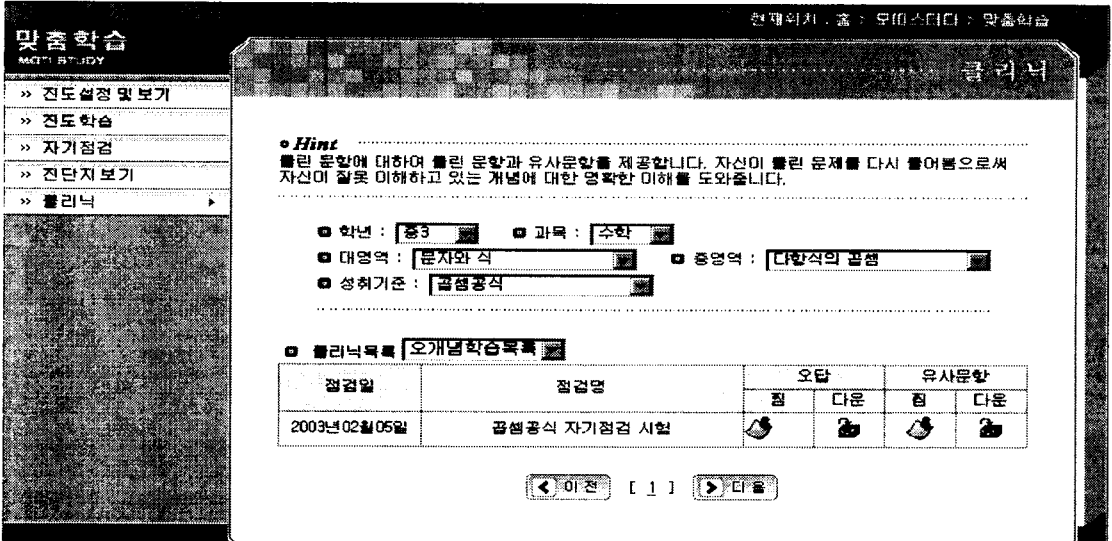 현재위치 : 홈 : 모티스터디 : 맞춤학습
맞춤학습
MOTI STUDY
클리닉
» 진도설정 및 보기
» 진도학습
» 자기점검
» 진단지보기
» 클리닉
Hint
틀린 문항에 대하여 틀린 문항과 유사문항를 제공합니다. 자신이 틀린 문제를 다시 풀어봄으로써
자신이 잘못 이해하고 있는 개념에 대한 명확한 이해를 도와줍니다.
학년 : 중3 과목 : 수학
대영역 : 문자와 식 중영역 : 다항식의 곱셈
성취기준 : 곱셈공식
클리닉목록 오개념학습목록
점검일 점검명 오답 유사문항
웹 다운 웹 다운
2003년02월05일 곱셈공식 자기점검 시험
이전 [ 1 ] 다음